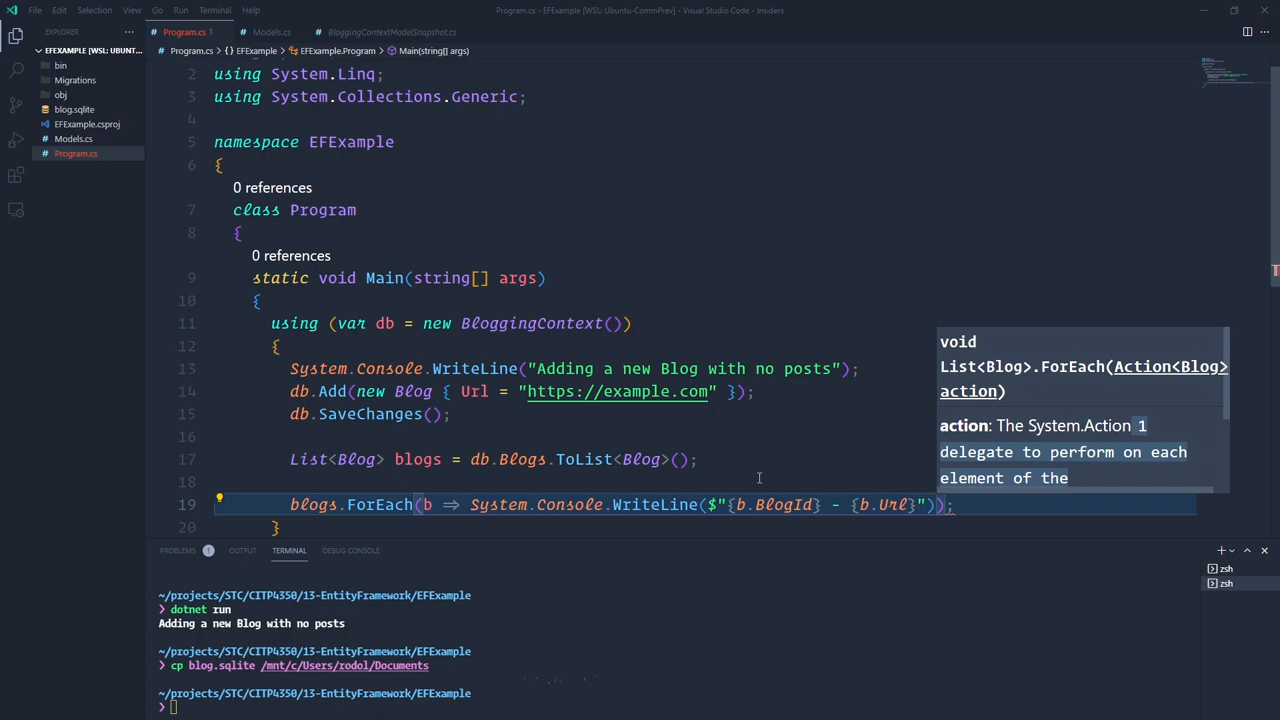 File Edit Selection View Go Run Terminal Help
Program.cs - EFExample [WSL: Ubuntu-CommPrev] - Visual Studio Code - Insiders
EXPLORER
EFEXAMPLE [WSL: UBUNT...
bin
Migrations
obj
blog.sqlite
EFExample.csproj
Models.cs
Program.cs
Program.cs 1
Models.cs
BloggingContextModelSnapshot.cs
Program.cs > {} EFExample > EFExample.Program > Main(string[] args)
2 using System.Linq;
3 using System.Collections.Generic;
4
5 namespace EFExample
6 {
0 references
7 class Program
8 {
0 references
9 static void Main(string[] args)
10 {
11 using (var db = new BloggingContext())
12 {
13 System.Console.WriteLine("Adding a new Blog with no posts");
14 db.Add(new Blog { Url = "https://example.com" });
15 db.SaveChanges();
16
17 List<Blog> blogs = db.Blogs.ToList<Blog>();
18
19 blogs.ForEach(b => System.Console.WriteLine($"{b.BlogId} - {b.Url}"));
20 }
void
List<Blog>.ForEach(Action<Blog>
action)
action: The System.Action 1
delegate to perform on each
element of the
PROBLEMS 1 OUTPUT TERMINAL DEBUG CONSOLE
zsh
zsh
~/projects/STC/CITP4350/13-EntityFramework/EFExample
❯ dotnet run
Adding a new Blog with no posts
~/projects/STC/CITP4350/13-EntityFramework/EFExample
❯ cp blog.sqlite /mnt/c/Users/rodol/Documents
~/projects/STC/CITP4350/13-EntityFramework/EFExample
❯